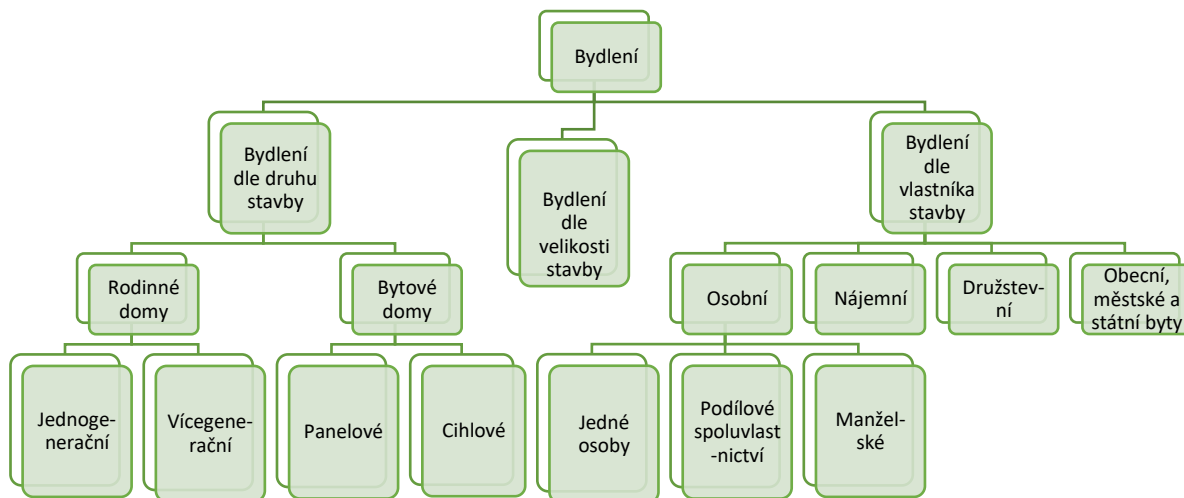 Bydlení
Bydlení
dle druhu
stavby
Bydlení
dle
velikosti
stavby
Bydlení
dle
vlastníka
stavby
Rodinné
domy
Bytové
domy
Osobní
Nájemní
Družstev-
ní
Obecní,
městské a
státní byty
Jednoge-
nerační
Vícegene-
rační
Panelové
Cihlové
Jedné
osoby
Podílové
spoluvlast
-nictví
Manžel-
ské